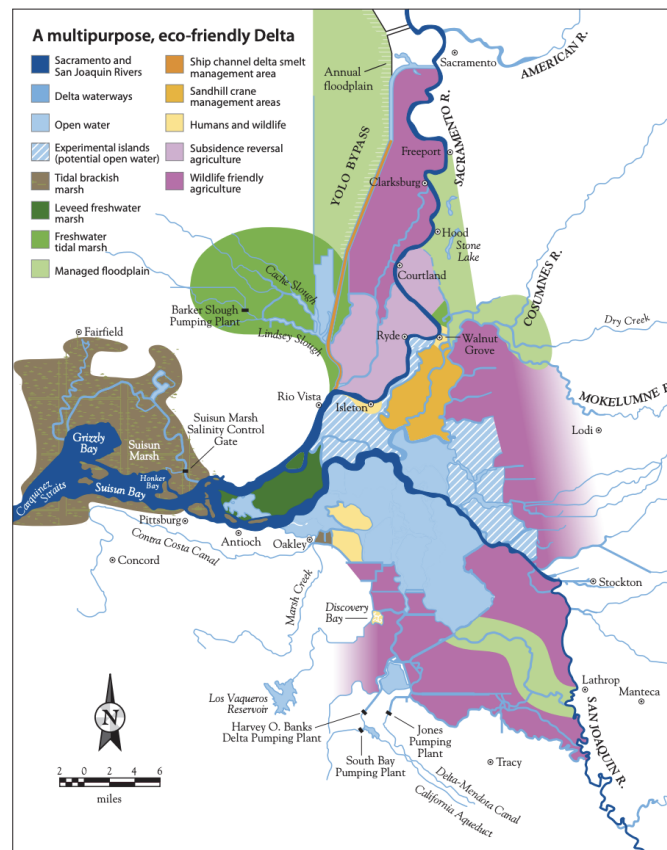 A multipurpose, eco-friendly Delta
Sacramento and
San Joaquin Rivers
Delta waterways
Open water
Experimental islands
(potential open water)
Tidal brackish
marsh
Leveed freshwater
marsh
Freshwater
tidal marsh
Managed floodplain
Ship channel delta smelt
management area
Sandhill crane
management areas
Humans and wildlife
Subsidence reversal
agriculture
Wildlife friendly
agriculture
Annual
floodplain
Sacramento
AMERICAN R.
SACRAMENTO R.
YOLO BYPASS
Freeport
Clarksburg
Hood
Stone
Lake
Courtland
COSUMNES R.
Cache Slough
Barker Slough
Pumping Plant
Lindsey Slough
Ryde
Walnut
Grove
Dry Creek
MOKELUMNE R.
Fairfield
Rio Vista
Isleton
Lodi
Suisun Marsh
Salinity Control
Gate
Grizzly
Bay
Suisun
Marsh
Honker
Bay
Suisun Bay
Carquinez
Straits
Pittsburg
Antioch
Oakley
Contra Costa Canal
Concord
Marsh Creek
Stockton
Discovery
Bay
Los Vaqueros
Reservoir
Lathrop
Manteca
SAN JOAQUIN R.
Harvey O. Banks
Delta Pumping Plant
Jones
Pumping
Plant
South Bay
Pumping Plant
Tracy
Delta-Mendota Canal
California Aqueduct
N
2 0 2 4 6
miles